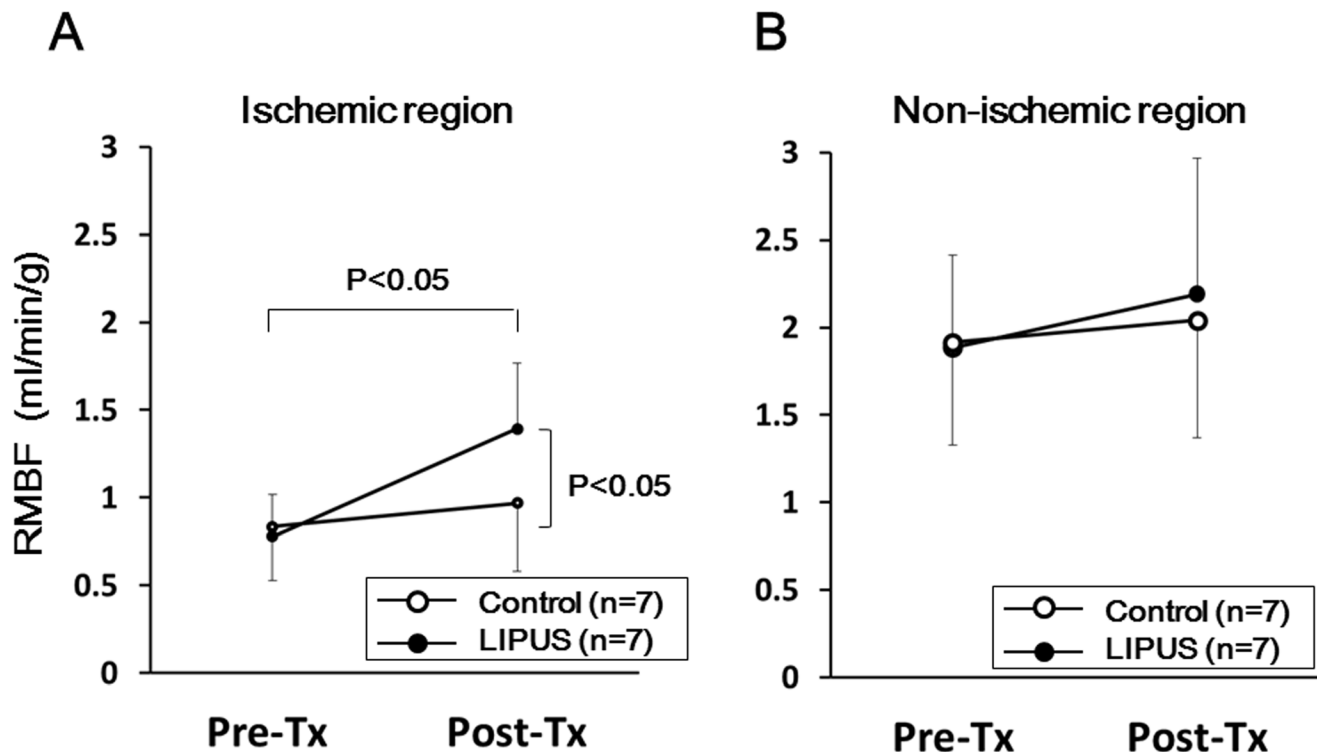 A
Ischemic region
RMBF (ml/min/g)
3
2.5
2
1.5
1
0.5
0
P<0.05
P<0.05
Control (n=7)
LIPUS (n=7)
Pre-Tx Post-Tx
B
Non-ischemic region
3
2.5
2
1.5
1
0.5
0
Control (n=7)
LIPUS (n=7)
Pre-Tx Post-Tx